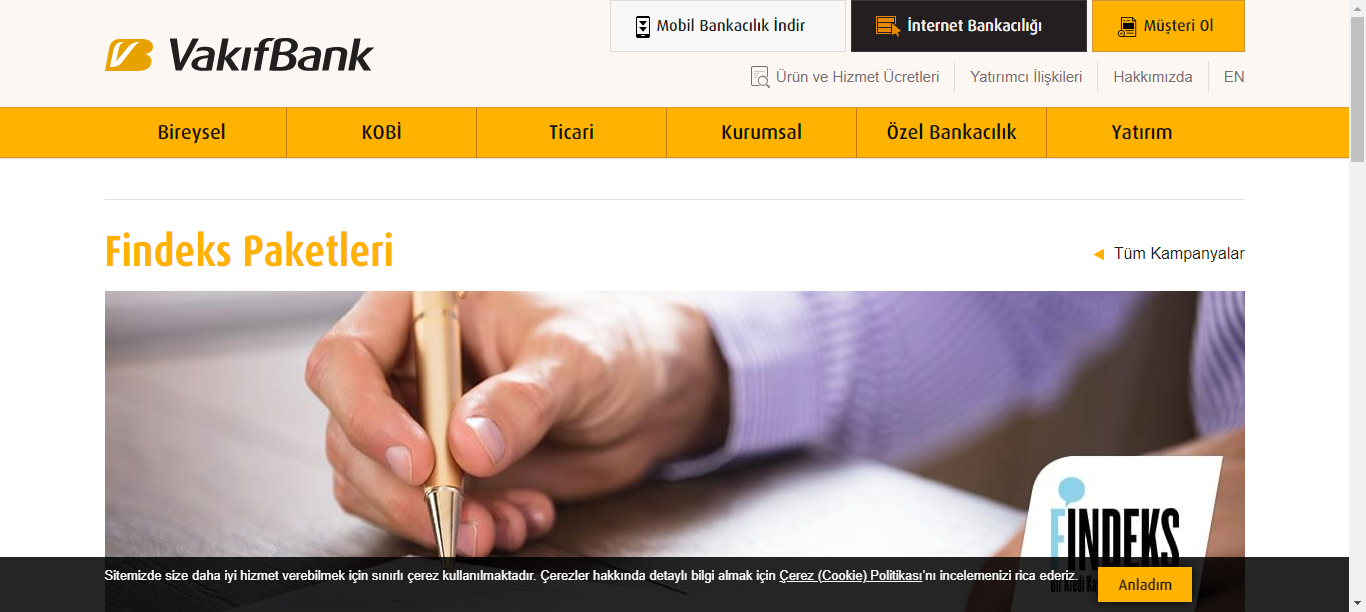 VakıfBank
Mobil Bankacılık İndir
İnternet Bankacılığı
Müşteri Ol
Ürün ve Hizmet Ücretleri
Yatırımcı İlişkileri
Hakkımızda
EN
Bireysel
KOBİ
Ticari
Kurumsal
Özel Bankacılık
Yatırım
Findeks Paketleri
Tüm Kampanyalar
FINDEKS
Sitemizde size daha iyi hizmet verebilmek için sınırlı çerez kullanılmaktadır. Çerezler hakkında detaylı bilgi almak için Çerez (Cookie) Politikası'nı incelemenizi rica ederiz.
Anladım